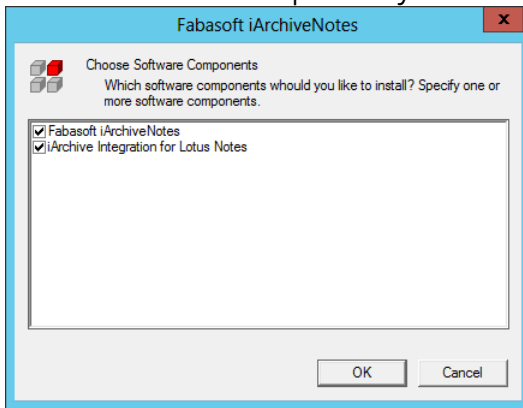 Fabasoft iArchiveNotes
x
Choose Software Components
Which software components whould you like to install? Specify one or
more software components.
Fabasoft iArchiveNotes
iArchive Integration for Lotus Notes
OK Cancel